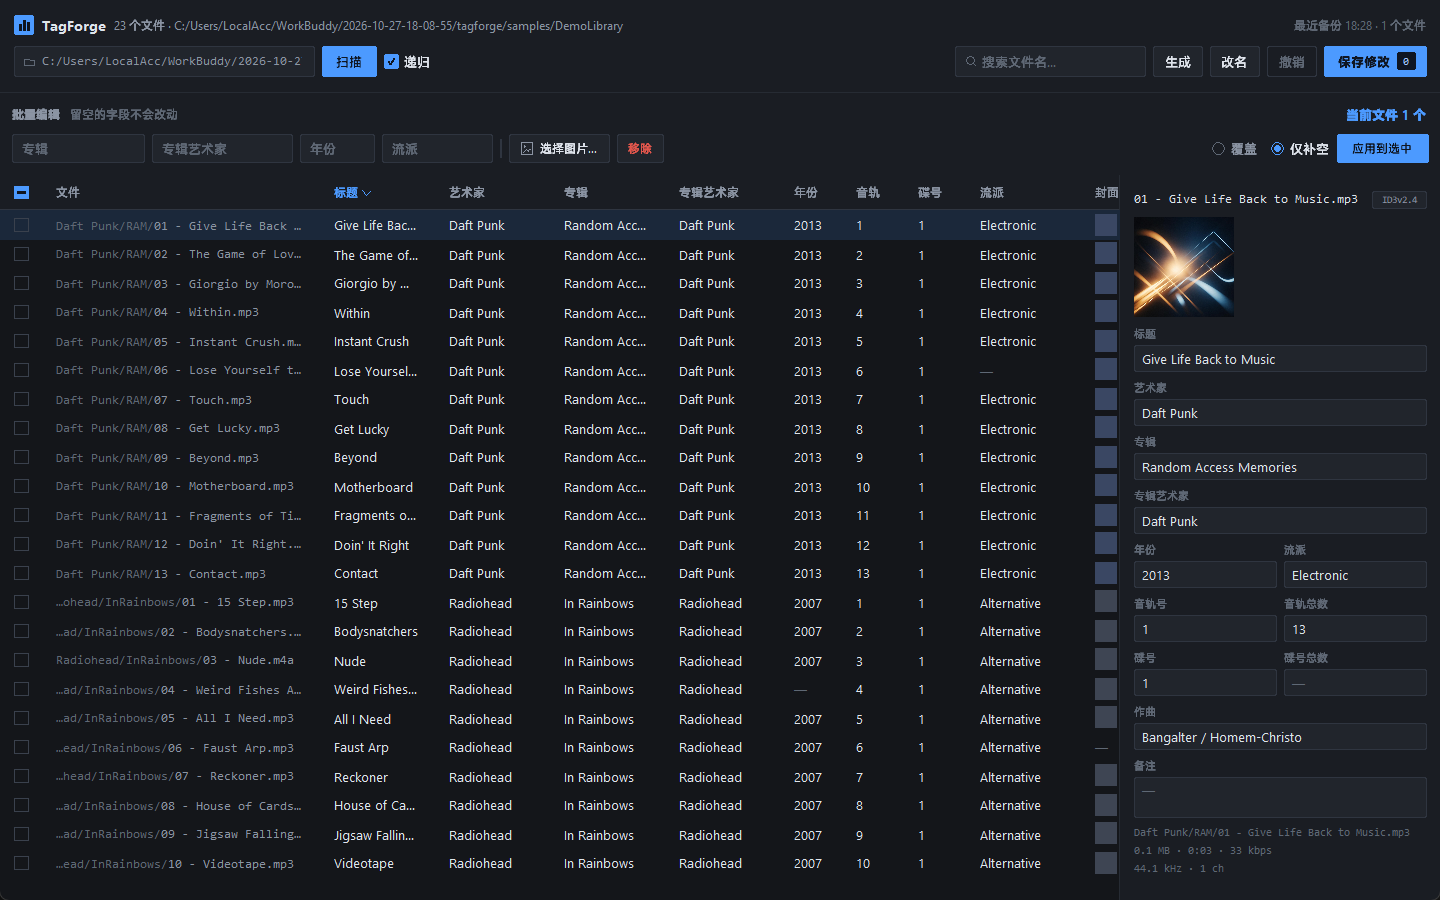 TagForge 23 个文件 · C:/Users/LocalAcc/WorkBuddy/2026-10-27-18-08-55/tagforge/samples/DemoLibrary 最近备份 18:28 · 1 个文件
C:/Users/LocalAcc/WorkBuddy/2026-10-2 扫描 递归 搜索文件名... 生成 改名 撤销 保存修改 0
批量编辑 留空的字段不会改动 当前文件 1 个
专辑 专辑艺术家 年份 流派 选择图片... 移除 覆盖 仅补空 应用到选中
文件 标题 艺术家 专辑 专辑艺术家 年份 音轨 碟号 流派 封面
Daft Punk/RAM/01 - Give Life Back … Give Life Bac... Daft Punk Random Acc... Daft Punk 2013 1 1 Electronic
Daft Punk/RAM/02 - The Game of Lov… The Game of... Daft Punk Random Acc... Daft Punk 2013 2 1 Electronic
Daft Punk/RAM/03 - Giorgio by Moro… Giorgio by ... Daft Punk Random Acc... Daft Punk 2013 3 1 Electronic
Daft Punk/RAM/04 - Within.mp3 Within Daft Punk Random Acc... Daft Punk 2013 4 1 Electronic
Daft Punk/RAM/05 - Instant Crush.m… Instant Crush Daft Punk Random Acc... Daft Punk 2013 5 1 Electronic
Daft Punk/RAM/06 - Lose Yourself t… Lose Yoursel... Daft Punk Random Acc... Daft Punk 2013 6 1 —
Daft Punk/RAM/07 - Touch.mp3 Touch Daft Punk Random Acc... Daft Punk 2013 7 1 Electronic
Daft Punk/RAM/08 - Get Lucky.mp3 Get Lucky Daft Punk Random Acc... Daft Punk 2013 8 1 Electronic
Daft Punk/RAM/09 - Beyond.mp3 Beyond Daft Punk Random Acc... Daft Punk 2013 9 1 Electronic
Daft Punk/RAM/10 - Motherboard.mp3 Motherboard Daft Punk Random Acc... Daft Punk 2013 10 1 Electronic
Daft Punk/RAM/11 - Fragments of Ti… Fragments o... Daft Punk Random Acc... Daft Punk 2013 11 1 Electronic
Daft Punk/RAM/12 - Doin' It Right.… Doin' It Right Daft Punk Random Acc... Daft Punk 2013 12 1 Electronic
Daft Punk/RAM/13 - Contact.mp3 Contact Daft Punk Random Acc... Daft Punk 2013 13 1 Electronic
…ohead/InRainbows/01 - 15 Step.mp3 15 Step Radiohead In Rainbows Radiohead 2007 1 1 Alternative
…ad/InRainbows/02 - Bodysnatchers.… Bodysnatchers Radiohead In Rainbows Radiohead 2007 2 1 Alternative
Radiohead/InRainbows/03 - Nude.m4a Nude Radiohead In Rainbows Radiohead 2007 3 1 Alternative
…ad/InRainbows/04 - Weird Fishes A… Weird Fishes... Radiohead In Rainbows Radiohead — 4 1 Alternative
…ad/InRainbows/05 - All I Need.mp3 All I Need Radiohead In Rainbows Radiohead 2007 5 1 Alternative
…ead/InRainbows/06 - Faust Arp.mp3 Faust Arp Radiohead In Rainbows Radiohead 2007 6 1 Alternative —
…head/InRainbows/07 - Reckoner.mp3 Reckoner Radiohead In Rainbows Radiohead 2007 7 1 Alternative
…ad/InRainbows/08 - House of Cards… House of Ca... Radiohead In Rainbows Radiohead 2007 8 1 Alternative
…ad/InRainbows/09 - Jigsaw Falling… Jigsaw Fallin... Radiohead In Rainbows Radiohead 2007 9 1 Alternative
…ead/InRainbows/10 - Videotape.mp3 Videotape Radiohead In Rainbows Radiohead 2007 10 1 Alternative
01 - Give Life Back to Music.mp3 ID3v2.4
标题
Give Life Back to Music
艺术家
Daft Punk
专辑
Random Access Memories
专辑艺术家
Daft Punk
年份 流派
2013 Electronic
音轨号 音轨总数
1 13
碟号 碟号总数
1 —
作曲
Bangalter / Homem-Christo
备注
—
Daft Punk/RAM/01 - Give Life Back to Music.mp3
0.1 MB · 0:03 · 33 kbps
44.1 kHz · 1 ch